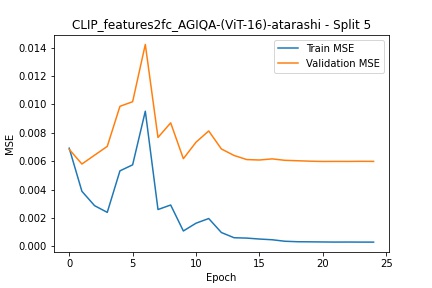 CLIP_features2fc_AGIQA-(ViT-16)-atarashi - Split 5
Train MSE
Validation MSE
MSE
0.014
0.012
0.010
0.008
0.006
0.004
0.002
0.000
0 5 10 15 20 25
Epoch